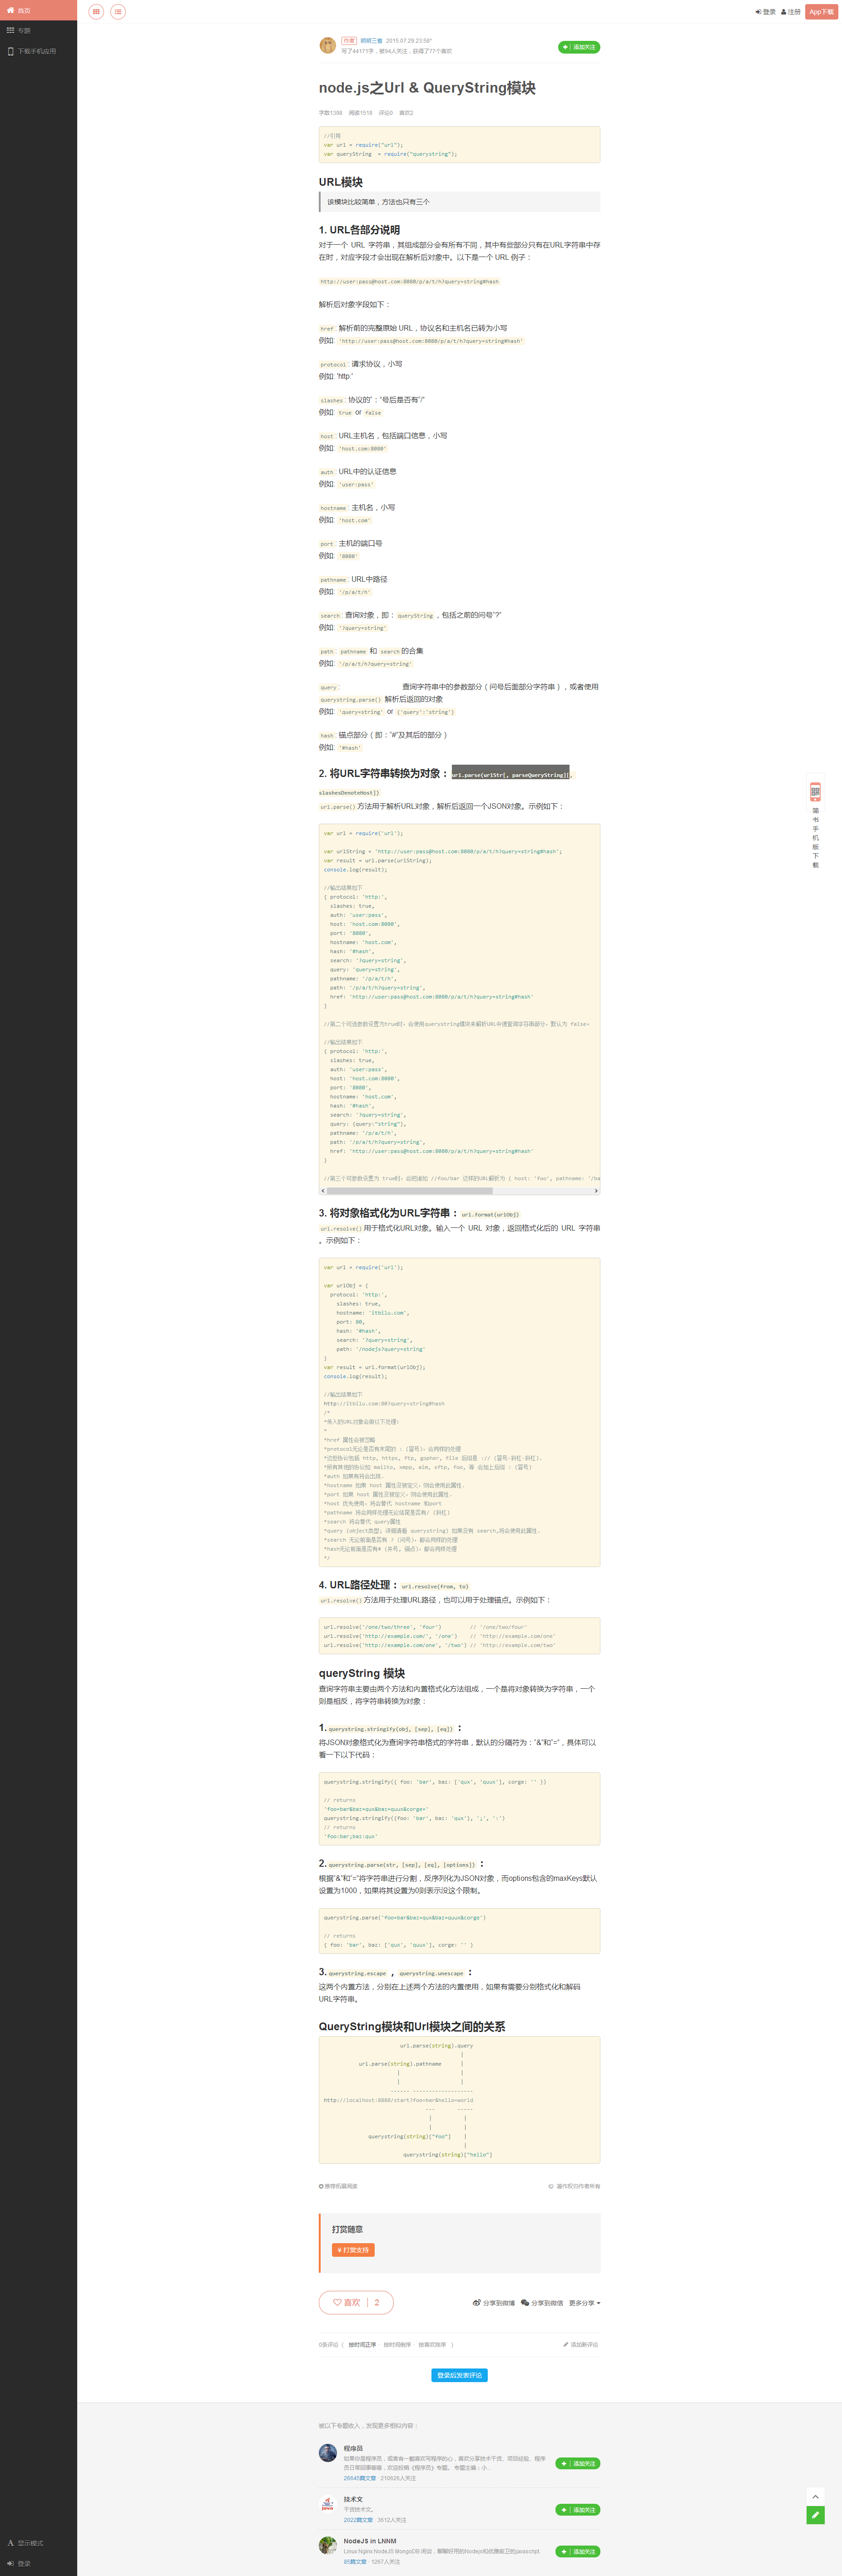 首页
专题
下载手机应用
登录
注册
App下载
作者 明明三省 2015.07.29 23:58*
写了44171字，被94人关注，获得了77个喜欢
添加关注
node.js之Url & QueryString模块
字数1398 阅读1518 评论0 喜欢2
//引用
var url = require("url");
var queryString = require("querystring");
URL模块
该模块比较简单，方法也只有三个
1. URL各部分说明
对于一个 URL 字符串，其组成部分会有所有不同，其中有些部分只有在URL字符串中存
在时，对应字段才会出现在解析后对象中。以下是一个 URL 例子：
http://user:pass@host.com:8080/p/a/t/h?query=string#hash
解析后对象字段如下：
href: 解析前的完整原始 URL，协议名和主机名已转为小写
例如: 'http://user:pass@host.com:8080/p/a/t/h?query=string#hash'
protocol: 请求协议，小写
例如: 'http:'
slashes: 协议的":："号后是否有"/"
例如: true or false
host: URL主机名，包括端口信息，小写
例如: 'host.com:8080'
auth: URL中的认证信息
例如: 'user:pass'
hostname: 主机名，小写
例如: 'host.com'
port: 主机的端口号
例如: '8080'
pathname: URL中路径
例如: '/p/a/t/h'
search: 查询对象，即：queryString，包括之前的问号"?"
例如: '?query=string'
path: pathname 和 search的合集
例如: '/p/a/t/h?query=string'
query: 查询字符串中的参数部分（问号后面部分字符串），或者使用
querystring.parse() 解析后返回的对象
例如: 'query=string' or {'query':'string'}
hash: 锚点部分（即："#"及其后的部分）
例如: '#hash'
2. 将URL字符串转换为对象： url.parse(urlStr[, parseQueryString][,
slashesDenoteHost])
url.parse()方法用于解析URL对象，解析后返回一个JSON对象。示例如下：
var url = require('url');
var urlString = 'http://user:pass@host.com:8080/p/a/t/h?query=string#hash';
var result = url.parse(urlString);
console.log(result);
//输出结果如下
{ protocol: 'http:',
slashes: true,
auth: 'user:pass',
host: 'host.com:8080',
port: '8080',
hostname: 'host.com',
hash: '#hash',
search: '?query=string',
query: 'query=string',
pathname: '/p/a/t/h',
path: '/p/a/t/h?query=string',
href: 'http://user:pass@host.com:8080/p/a/t/h?query=string#hash'
}
//第二个可选参数设置为true时，会使用querystring模块来解析URL中德查询字符串部分，默认为 false。
//输出结果如下
{ protocol: 'http:',
slashes: true,
auth: 'user:pass',
host: 'host.com:8080',
port: '8080',
hostname: 'host.com',
hash: '#hash',
search: '?query=string',
query: {query:"string"},
pathname: '/p/a/t/h',
path: '/p/a/t/h?query=string',
href: 'http://user:pass@host.com:8080/p/a/t/h?query=string#hash'
}
//第三个可参数设置为 true时，此时诸如 //foo/bar 这样的URL解析为 { host: 'foo', pathname: '/ba
3. 将对象格式化为URL字符串： url.format(urlObj)
url.resolve()用于格式化URL对象。输入一个 URL 对象，返回格式化后的 URL 字符串
。示例如下：
var url = require('url');
var urlObj = {
protocol: 'http:',
slashes: true,
hostname: 'itbilu.com',
port: 80,
hash: '#hash',
search: '?query=string',
path: '/nodejs?query=string'
}
var result = url.format(urlObj);
console.log(result);
//输出结果如下
http://itbilu.com:80?query=string#hash
/*
*传入的URL对象会做以下处理:
*
*href 属性会被忽略
*protocol无论是否有末尾的 : (冒号)，会同样的处理
*这些协议包括 http, https, ftp, gopher, file 后缀是 :// (冒号-斜杠-斜杠).
*所有其他的协议如 mailto, xmpp, aim, sftp, foo, 等 会加上后缀 : (冒号)
*auth 如果有将会出现.
*hostname 如果 host 属性没被定义，则会使用此属性.
*port 如果 host 属性没被定义，则会使用此属性.
*host 优先使用，将会替代 hostname 和port
*pathname 将会同样处理无论结尾是否有/ (斜杠)
*search 将会替代 query属性
*query (object类型; 详细请看 querystring) 如果没有 search,将会使用此属性.
*search 无论前面是否有 ? (问号)，都会同样的处理
*hash无论前面是否有# (井号, 锚点)，都会同样处理
*/
4. URL路径处理： url.resolve(from, to)
url.resolve()方法用于处理URL路径，也可以用于处理锚点。示例如下：
url.resolve('/one/two/three', 'four') // '/one/two/four'
url.resolve('http://example.com/', '/one') // 'http://example.com/one'
url.resolve('http://example.com/one', '/two') // 'http://example.com/two'
queryString 模块
查询字符串主要由两个方法和内置格式化方法组成，一个是将对象转换为字符串，一个
则是相反，将字符串转换为对象：
1. querystring.stringify(obj, [sep], [eq])：
将JSON对象格式化为查询字符串格式的字符串，默认的分隔符为："&"和"="，具体可以
看一下以下代码：
querystring.stringify({ foo: 'bar', baz: ['qux', 'quux'], corge: '' })
// returns
'foo=bar&baz=qux&baz=quux&corge='
querystring.stringify({foo: 'bar', baz: 'qux'}, ';', ':')
// returns
'foo:bar;baz:qux'
2. querystring.parse(str, [sep], [eq], [options])：
根据"&"和"="将字符串进行分割，反序列化为JSON对象，而options包含的maxKeys默认
设置为1000，如果将其设置为0则表示没这个限制。
querystring.parse('foo=bar&baz=qux&baz=quux&corge')
// returns
{ foo: 'bar', baz: ['qux', 'quux'], corge: '' }
3. querystring.escape ， querystring.unescape：
这两个内置方法，分别在上述两个方法的内置使用，如果有需要分别格式化和解码
URL字符串。
QueryString模块和Url模块之间的关系
url.parse(string).query
|
url.parse(string).pathname |
| |
| |
------ -------------------
http://localhost:8888/start?foo=bar&hello=world
--- -----
| |
| |
querystring(string)["foo"] |
|
querystring(string)["hello"]
推荐拓展阅读
© 著作权归作者所有
打赏随意
¥ 打赏支持
喜欢 | 2
分享到微博 分享到微信 更多分享
0条评论 （ 按时间正序 · 按时间倒序 · 按喜欢排序 ）
添加新评论
登录后发表评论
被以下专题收入，发现更多相似内容：
程序员
如果你是程序员，或者有一颗喜欢写程序的心，喜欢分享技术干货、项目经验、程序
员日常囧事等等，欢迎投稿《程序员》专题。 专题主编：小...
26645篇文章 · 210626人关注
添加关注
技术文
干货技术文。
2022篇文章 · 3612人关注
添加关注
NodeJS in LNNM
85篇文章 · 1267人关注
添加关注
简书手机版下载
显示模式
登录